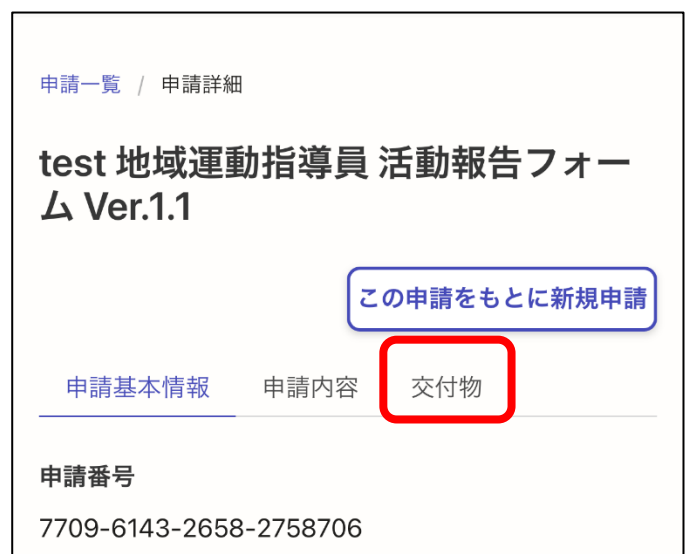 申請一覧 / 申請詳細
test 地域運動指導員 活動報告フォー
ム Ver.1.1
この申請をもとに新規申請
申請基本情報 申請内容 交付物
申請番号
7709-6143-2658-2758706